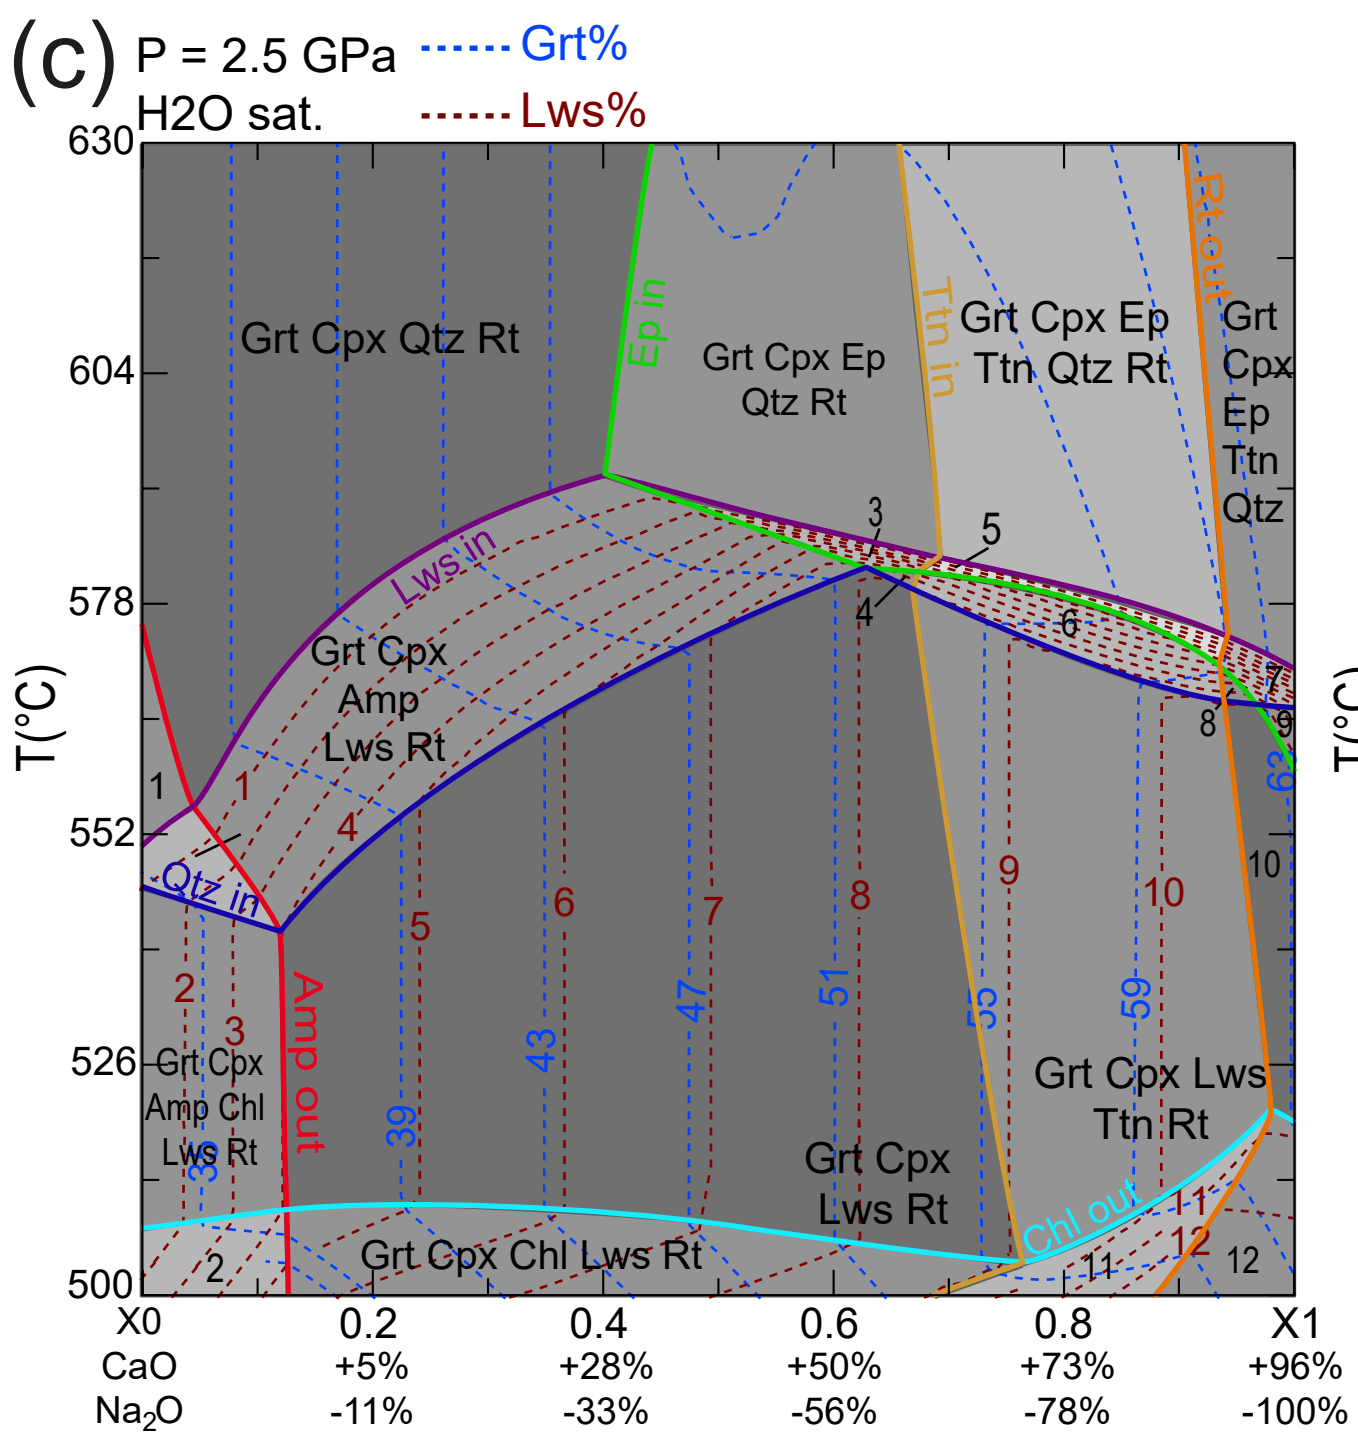 (c) P = 2.5 GPa ------ Grt%
H2O sat. ------ Lws%
630
604
578
552
526
500
T(°C)
T(°C)
Grt Cpx Qtz Rt
Ep in
Grt Cpx Ep
Qtz Rt
Ttn in
Grt Cpx Ep
Ttn Qtz Rt
Rt out
Grt
Cpx
Ep
Ttn
Qtz
Lws in
Grt Cpx
Amp
Lws Rt
3
5
4
6
7
8
9
63
1
1
4
Qtz in
10
2
3
5
6
7
8
9
10
Amp out
39
43
47
51
55
59
Grt Cpx
Amp Chl
Lws Rt
35
Grt Cpx Lws
Ttn Rt
Grt Cpx
Lws Rt
Chl out
11
12
2
Grt Cpx Chl Lws Rt
11
12
X0 0.2 0.4 0.6 0.8 X1
CaO +5% +28% +50% +73% +96%
Na2O -11% -33% -56% -78% -100%